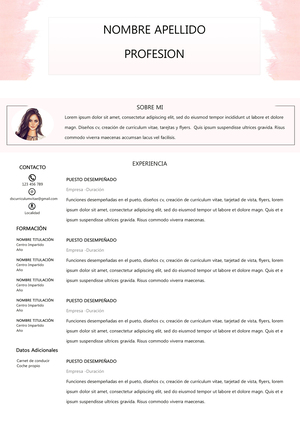 NOMBRE APELLIDO
PROFESION
SOBRE MI
Lorem ipsum dolor sit amet, consectetur adipiscing elit, sed do eiusmod tempor incididunt ut labore et dolore
magn. Diseños cv, creación de curriculum vitae, tarjetas y flyers. Quis ipsum suspendisse ultrices gravida. Risus
commodo viverra maecenas accumsan lacus vel facilisis.
CONTACTO
123 456 789
Localidad
FORMACIÓN
NOMBRE TITULACIÓN
Centro Impartido
Año
NOMBRE TITULACIÓN
Centro Impartido
Año
NOMBRE TITULACIÓN
Centro Impartido
Año
NOMBRE TITULACIÓN
Centro Impartido
Año
NOMBRE TITULACIÓN
Centro Impartido
Año
Datos Adicionales
Carnet de conducir
Coche propio
EXPERIENCIA
PUESTO DESEMPEÑADO
Empresa -Duración
Funciones desempeñadas en el puesto, diseños cv, creación de curriculum vitae, tarjetad de visita, flyers, lorem
ipsum dolor sit amet, consectetur adipiscing elit, sed do eiusmod tempor ut labore et dolore magn. Quis et e
ipsum suspendisse ultrices gravida. Risus commodo viverra maecenas.
PUESTO DESEMPEÑADO
Empresa -Duración
Funciones desempeñadas en el puesto, diseños cv, creación de curriculum vitae, tarjetas de visita, flyers, lorem
ipsum dolor sit amet, consectetur adipiscing elit, sed do eiusmod tempor ut labore et dolore magn. Quis et e
ipsum suspendisse ultrices gravida. Risus commodo viverra maecenas.
PUESTO DESEMPEÑADO
Empresa -Duración
Funciones desempeñadas en el puesto, diseños cv, creación de curriculum vitae, tarjetas de visita, flyers, lorem
ipsum dolor sit amet, consectetur adipiscing elit, sed do eiusmod tempor ut labore et dolore magn. Quis et e
ipsum suspendisse ultrices gravida. Risus commodo viverra maecenas.
PUESTO DESEMPEÑADO
Empresa -Duración
Funciones desempeñadas en el puesto, diseños cv, creación de curriculum vitae, tarjetas de visita, flyers, lorem
ipsum dolor sit amet, consectetur adipiscing elit, sed do eiusmod tempor ut labore et dolore magn. Quis et e
ipsum suspendisse ultrices gravida. Risus commodo viverra maecenas.